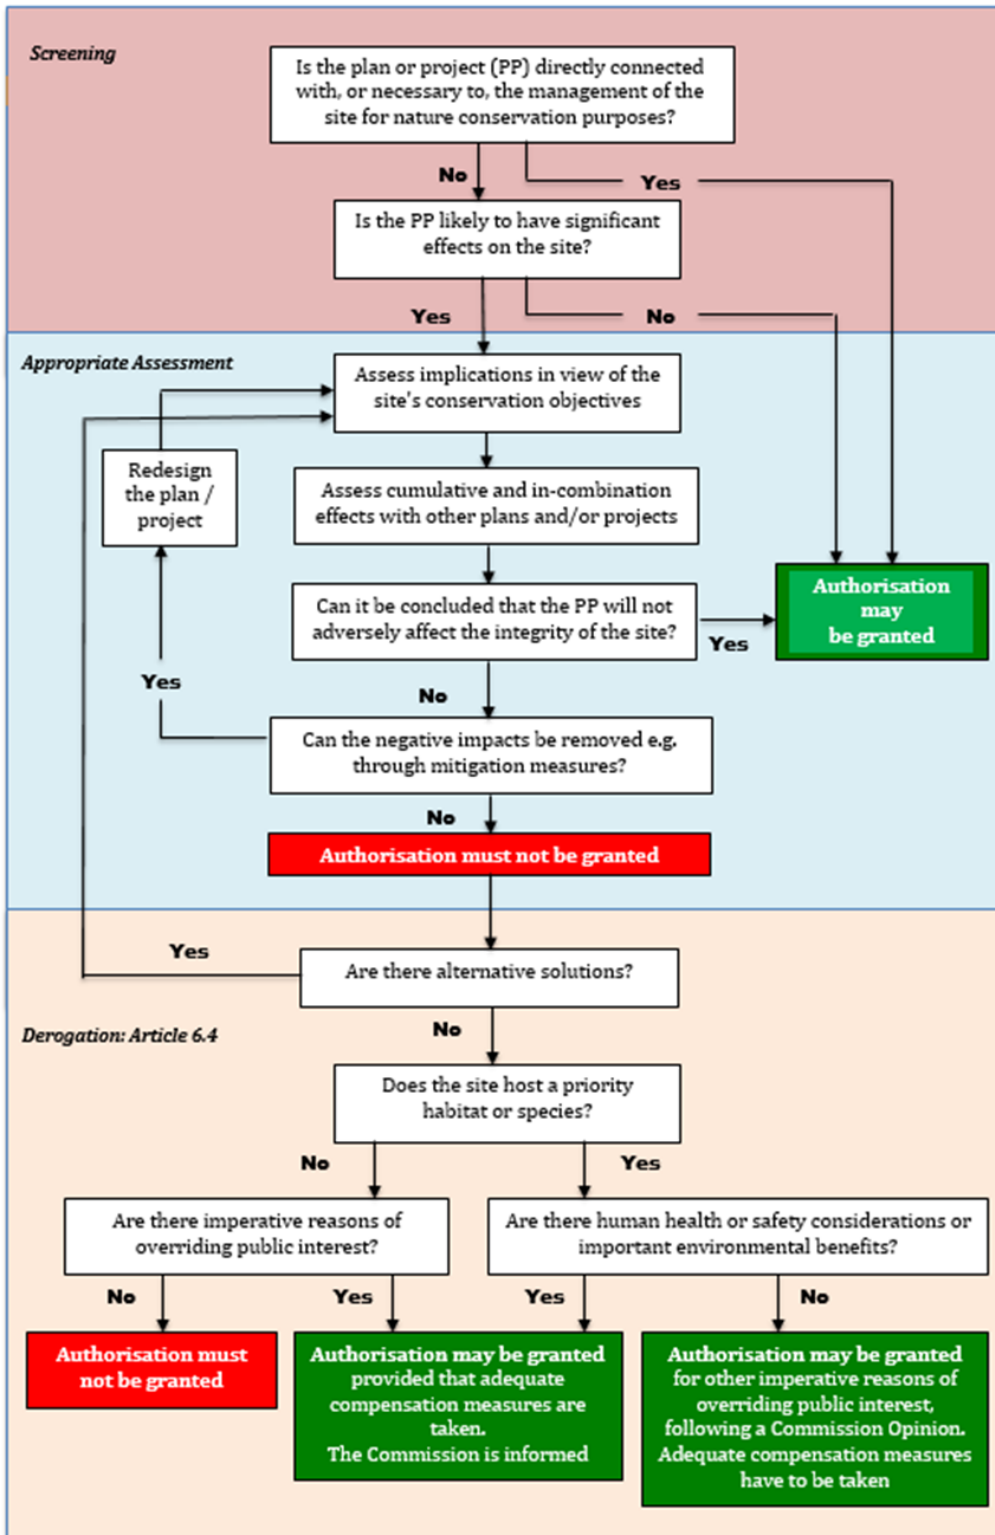 Screening
Is the plan or project (PP) directly connected
with, or necessary to, the management of the
site for nature conservation purposes?
No
Yes
Is the PP likely to have significant
effects on the site?
Yes
No
Appropriate Assessment
Assess implications in view of the
site's conservation objectives
Redesign
the plan /
project
Assess cumulative and in-combination
effects with other plans and/or projects
Can it be concluded that the PP will not
adversely affect the integrity of the site?
Yes
Authorisation
may
be granted
Yes
No
Can the negative impacts be removed e.g.
through mitigation measures?
No
Authorisation must not be granted
Yes
Are there alternative solutions?
Derogation: Article 6.4
No
Does the site host a priority
habitat or species?
No
Yes
Are there imperative reasons of
overriding public interest?
Are there human health or safety considerations or
important environmental benefits?
No
Yes
Yes
No
Authorisation must
not be granted
Authorisation may be granted
provided that adequate
compensation measures are
taken.
The Commission is informed
Authorisation may be granted
for other imperative reasons of
overriding public interest,
following a Commission Opinion.
Adequate compensation measures
have to be taken